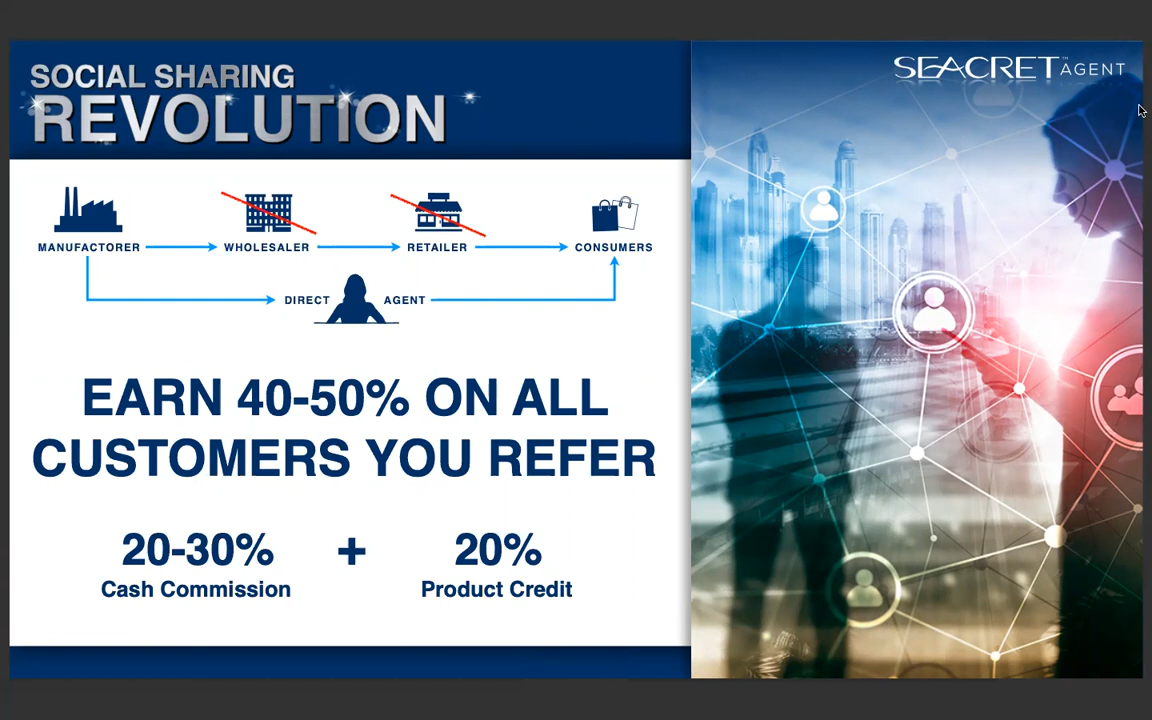 SOCIAL SHARING
REVOLUTION
SEACRET™ AGENT
MANUFACTORER
WHOLESALER
RETAILER
CONSUMERS
DIRECT AGENT
EARN 40-50% ON ALL
CUSTOMERS YOU REFER
20-30% + 20%
Cash Commission Product Credit